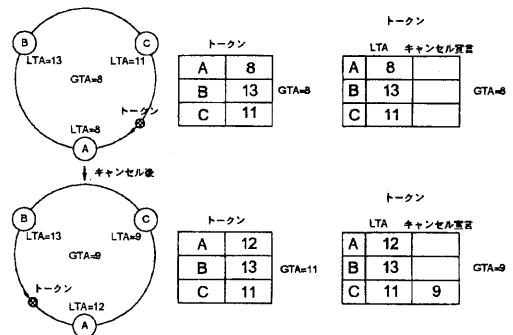 B
C
LTA=13
LTA=11
GTA=8
トークン
LTA=8
A
キャンセル後
トークン
A 8
B 13
C 11
GTA=8
トークン
LTA キャンセル宣言
A 8
B 13
C 11
GTA=8
B
C
LTA=13
LTA=9
GTA=9
トークン
LTA=12
A
トークン
A 12
B 13
C 11
GTA=11
トークン
LTA キャンセル宣言
A 12
B 13
C 11 9
GTA=9